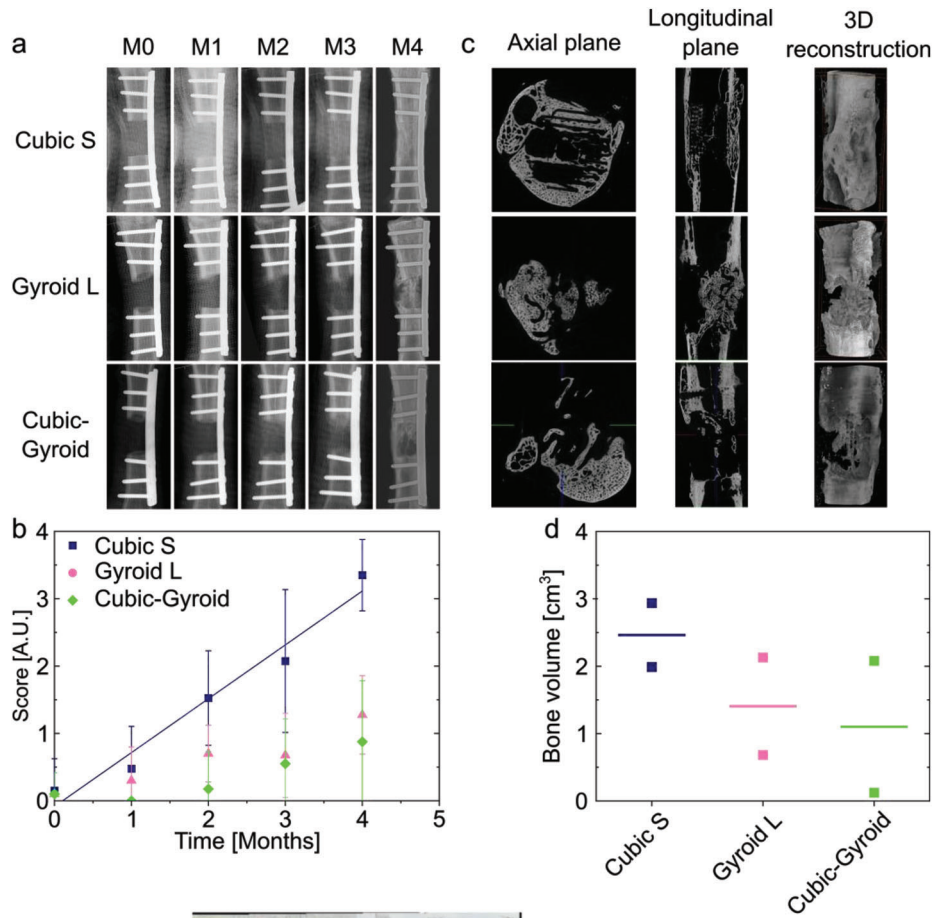 a
M0 M1 M2 M3 M4
Cubic S
Gyroid L
Cubic-
Gyroid
c
Axial plane
Longitudinal
plane
3D
reconstruction
b
4
3
2
1
0
Score [A.U.]
Cubic S
Gyroid L
Cubic-Gyroid
0 1 2 3 4 5
Time [Months]
d
4
3
2
1
0
Bone volume [cm³]
Cubic S
Gyroid L
Cubic-Gyroid